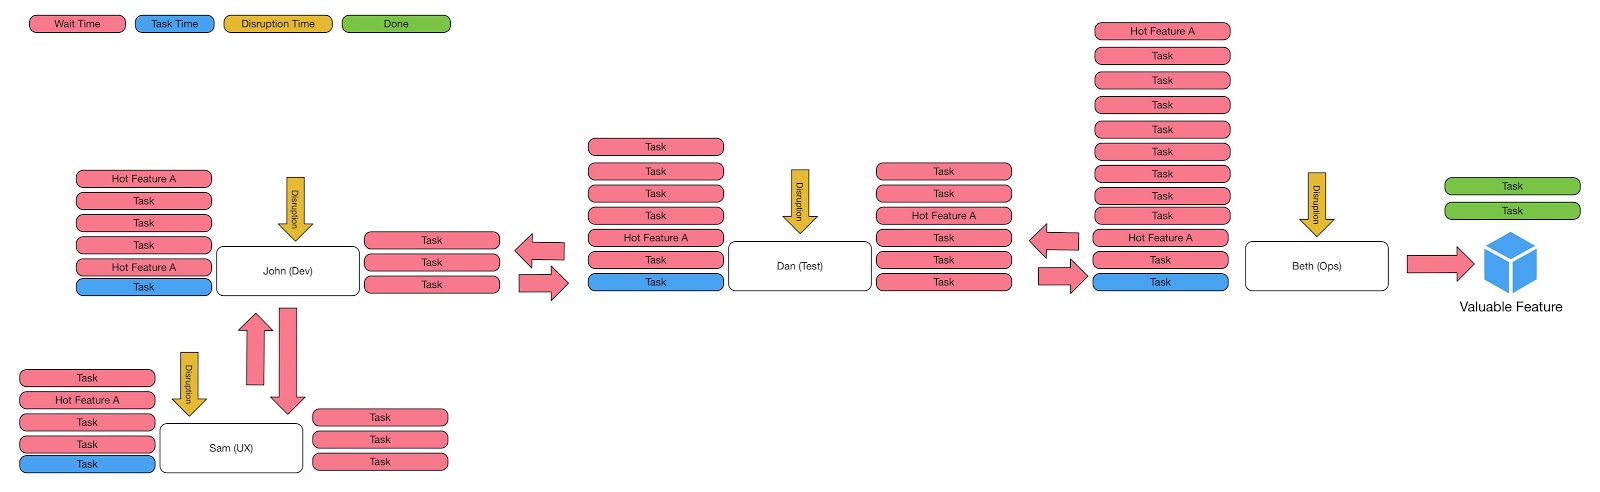 Wait Time
Task Time
Disruption Time
Done
Hot Feature A
Task
Task
Task
Hot Feature A
Task
Disruption
John (Dev)
Task
Task
Task
Task
Hot Feature A
Task
Task
Task
Disruption
Sam (UX)
Task
Task
Task
Task
Task
Task
Task
Hot Feature A
Task
Task
Disruption
Dan (Test)
Task
Task
Hot Feature A
Task
Task
Task
Hot Feature A
Task
Task
Task
Task
Task
Task
Task
Task
Hot Feature A
Task
Task
Disruption
Beth (Ops)
Task
Task
Valuable Feature